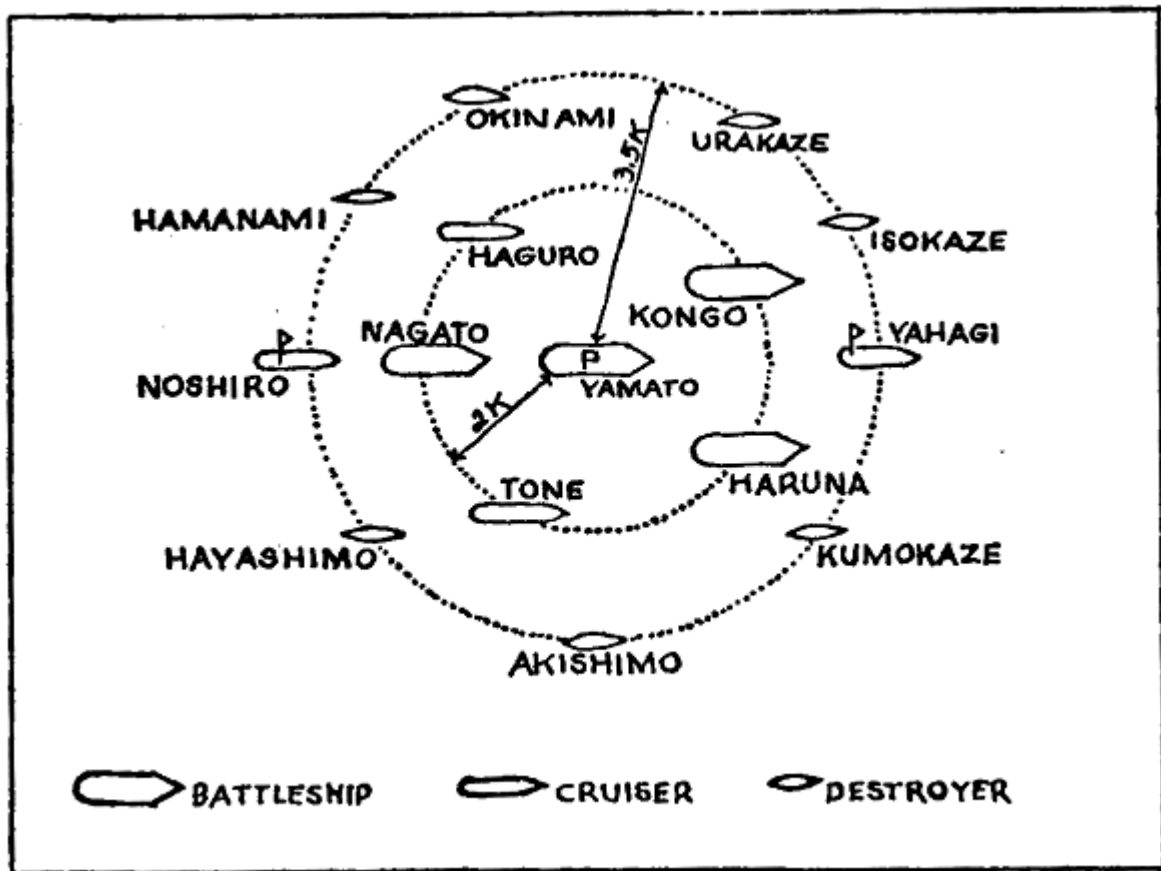 OKINAMI
URAKAZE
3.5K
HAMANAMI
HAGURO
ISOKAZE
KONGO
NAGATO
P
YAHAGI
P
P
NOSHIRO
YAMATO
2K
TONE
HARUNA
HAYASHIMO
KUMOKAZE
AKISHIMO
BATTLESHIP
CRUISER
DESTROYER